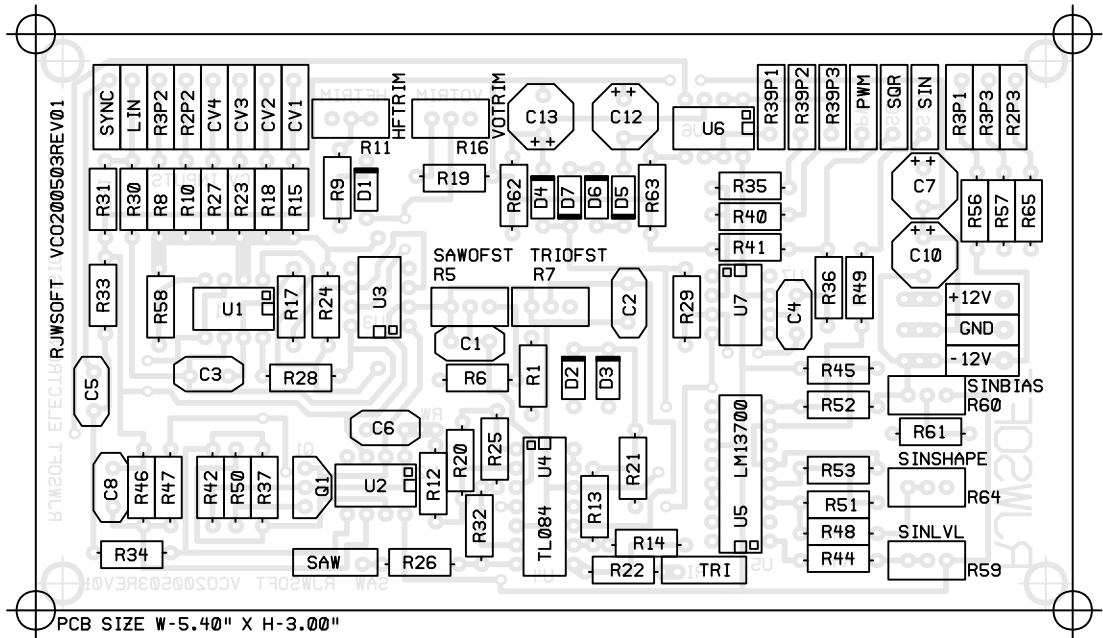 SYNC LIN R3P2 R2P2 CV4 CV3 CV2 CV1
HFTRIM
R11
VOTRIM
R16
C13 C12 U6
R39P1 R39P2 R39P3 PWM SQR SIN R3P1 R3P3 R2P3
RJWSOFT VCO200503REV01
R31 R30 R8 R10 R27 R23 R18 R15
R9 D1 R19 R62 D4 D7 D6 D5 R63
R35
R40
R41
C7
C10
R56 R57 R65
SAWOFST TRIOFST
R5 R7
R33 R58 U1 R17 R24 U3 C2 R29 U7 C4 R36 R49
+12V
GND
-12V
C1
C5 C3 R28 R6 R1 D2 D3
R45
R52
SINBIAS
R60
R61
C6
C8 R46 R47 R42 R50 R37 Q1 U2 R12 R20 R25 R32
U4 TL084
R13 R21
LM13700 U5
R53
R51
R48
R44
SINSHAPE
R64
SINLVL
R59
R34 SAW R26 R14
R22 TRI
PCB SIZE W-5.40" X H-3.00"